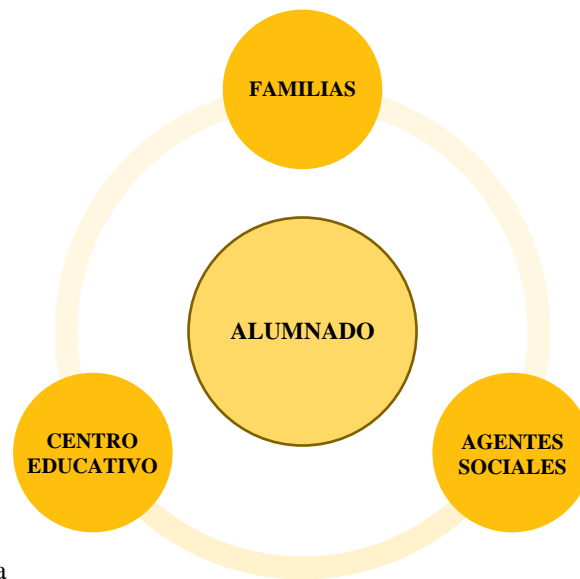 FAMILIAS
ALUMNADO
CENTRO
EDUCATIVO
AGENTES
SOCIALES
a